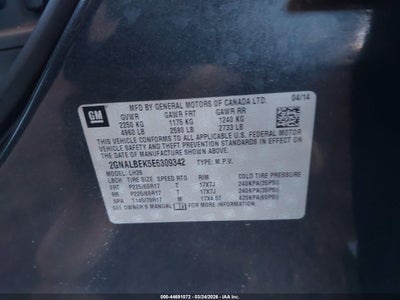 MFD BY GENERAL MOTORS OF CANADA LTD. 04/14
GM
GVWR GAWR FRT GAWR RR
2250 KG 1175 KG 1240 KG
4960 LB 2590 LB 2733 LB
THIS VEHICLE CONFORMS TO ALL APPLICABLE U.S. FEDERAL MOTOR
VEHICLE SAFETY, BUMPER, AND THEFT PREVENTION STANDARDS IN
EFFECT ON THE DATE OF MANUFACTURE SHOWN ABOVE.
2GNALBEK5E6309342 TYPE: M.P.V.
MODEL: LH26
TIRE SIZE SPEED RTG RIM COLD TIRE PRESSURE
FRT P225/65R17 T 17X7J 240KPA(35PSI)
RR P225/65R17 T 17X7J 240KPA(35PSI)
SPA T145/70R17 M 17X4.5T 420KPA(60PSI)
SEE OWNER'S MANUAL FOR MORE INFORMATION.
IAA
© 44691072 - 03/24/2026 - IAA